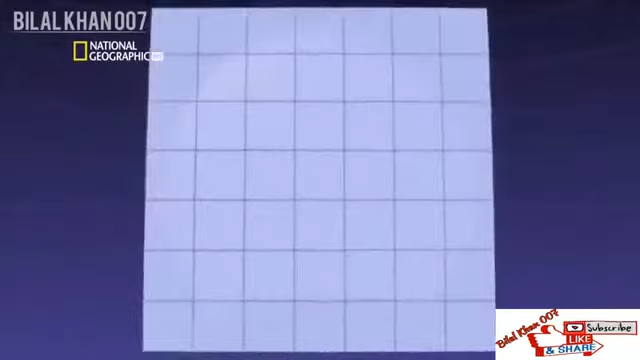 BILAL KHAN 007
NATIONAL
GEOGRAPHIC
Bilal Khan 007
Subscribe
LIKE
& SHARE